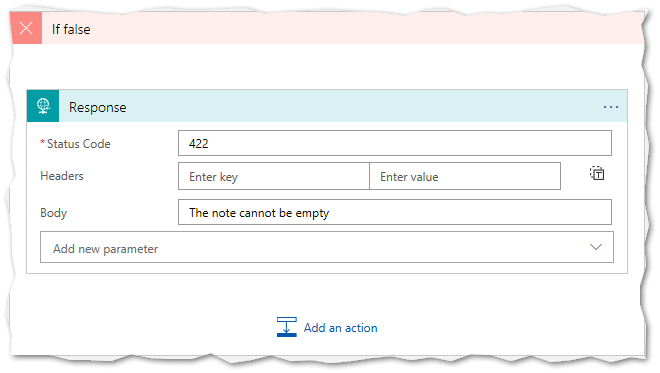 If false
Response
* Status Code 422
Headers Enter key Enter value
Body The note cannot be empty
Add new parameter
Add an action